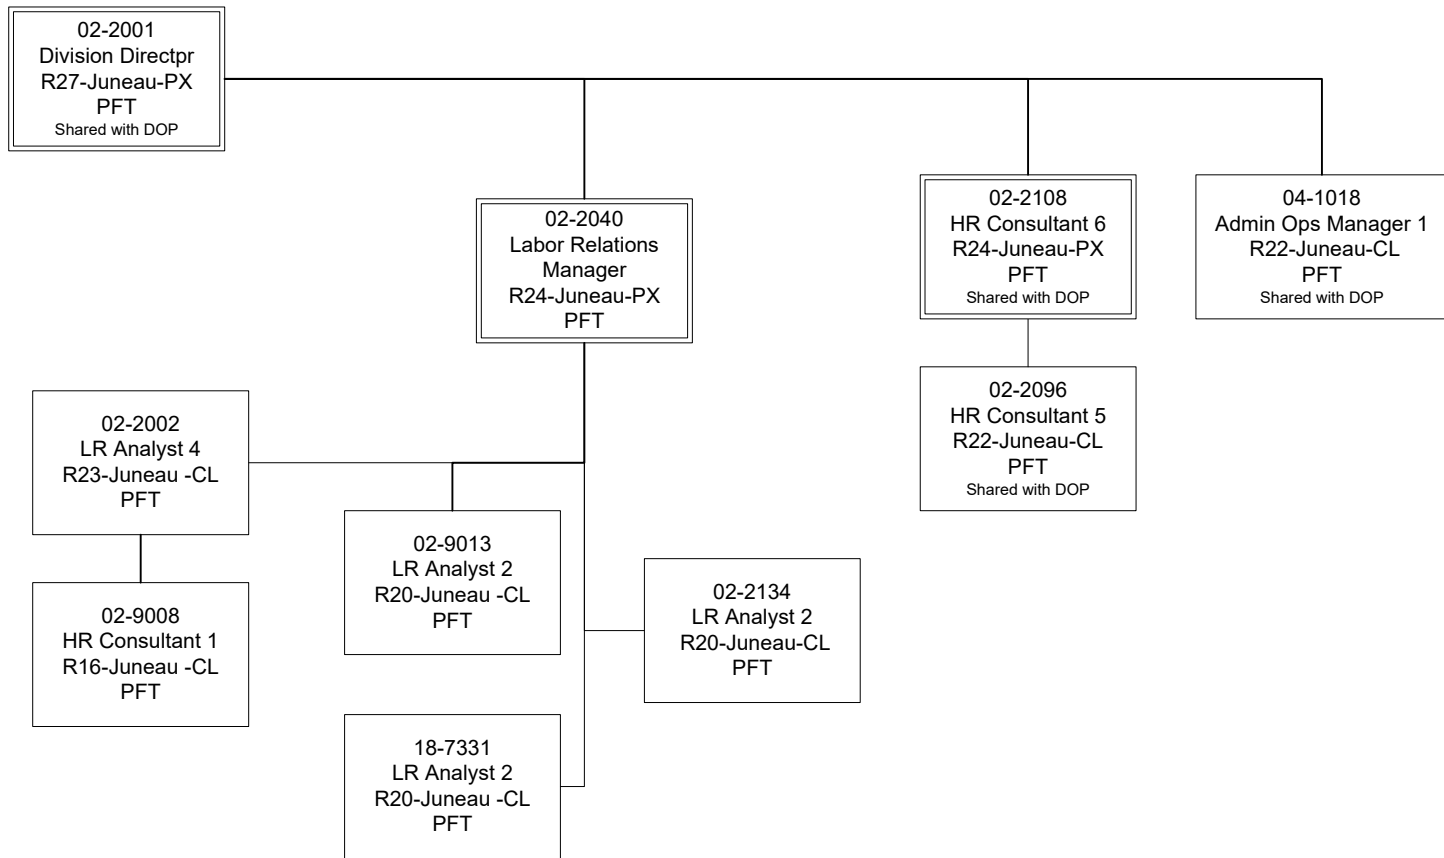 02-2001
Division Directpr
R27-Juneau-PX
PFT
Shared with DOP
02-2040
Labor Relations
Manager
R24-Juneau-PX
PFT
02-2108
HR Consultant 6
R24-Juneau-PX
PFT
Shared with DOP
04-1018
Admin Ops Manager 1
R22-Juneau-CL
PFT
Shared with DOP
02-2096
HR Consultant 5
R22-Juneau-CL
PFT
Shared with DOP
02-2002
LR Analyst 4
R23-Juneau -CL
PFT
02-9008
HR Consultant 1
R16-Juneau -CL
PFT
02-9013
LR Analyst 2
R20-Juneau -CL
PFT
02-2134
LR Analyst 2
R20-Juneau-CL
PFT
18-7331
LR Analyst 2
R20-Juneau -CL
PFT